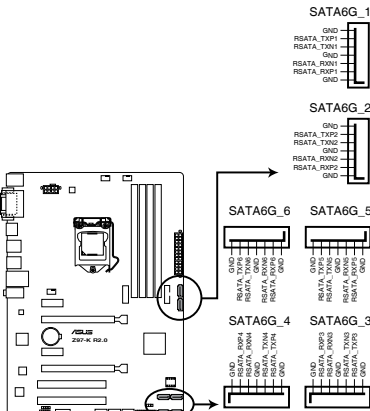 SATA6G_1
GND
RSATA_TXP1
RSATA_TXN1
GND
RSATA_RXN1
RSATA_RXP1
GND
SATA6G_2
GND
RSATA_TXP2
RSATA_TXN2
GND
RSATA_RXN2
RSATA_RXP2
GND
SATA6G_6
GND
RSATA_TXP6
RSATA_TXN6
GND
RSATA_RXN6
RSATA_RXP6
GND
SATA6G_5
GND
RSATA_TXP5
RSATA_TXN5
GND
RSATA_RXN5
RSATA_RXP5
GND
SATA6G_4
GND
RSATA_RXP4
RSATA_RXN4
GND
RSATA_TXN4
RSATA_TXP4
GND
SATA6G_3
GND
RSATA_RXP3
RSATA_RXN3
GND
RSATA_TXN3
RSATA_TXP3
GND
ASUS
Z97-K R2.0